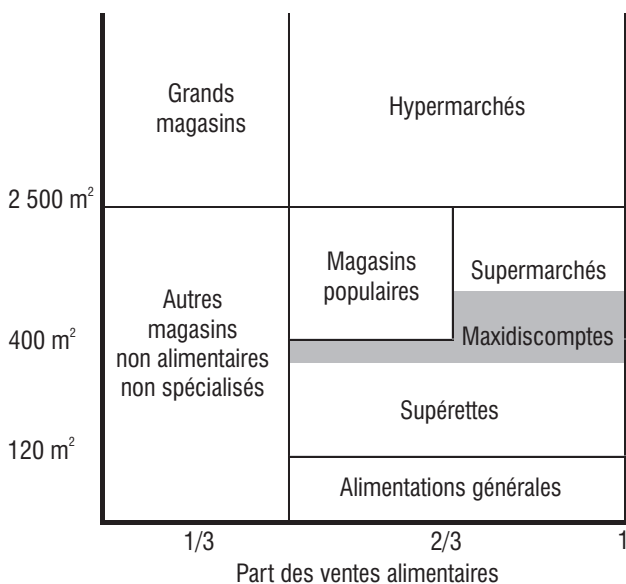 Grands
magasins
Hypermarchés
2 500 m²
Magasins
populaires
Supermarchés
Autres
magasins
non alimentaires
non spécialisés
400 m²
Maxidiscomptes
Supérettes
120 m²
Alimentations générales
1/3
2/3
1
Part des ventes alimentaires